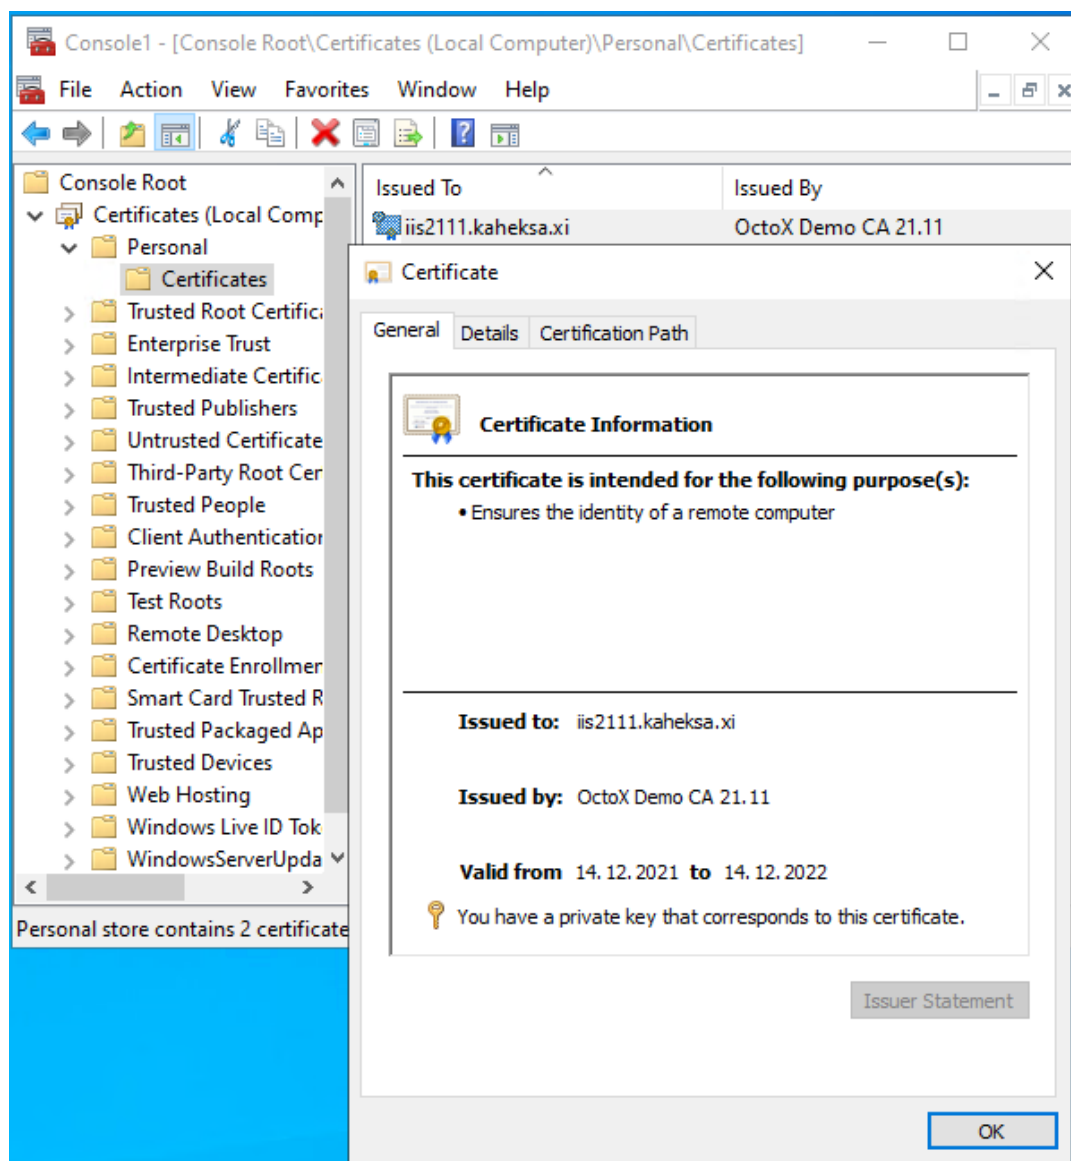 Console1 - [Console Root\Certificates (Local Computer)\Personal\Certificates]
File Action View Favorites Window Help
Console Root
Certificates (Local Comp
Personal
Certificates
Trusted Root Certifica
Enterprise Trust
Intermediate Certific
Trusted Publishers
Untrusted Certificate
Third-Party Root Cer
Trusted People
Client Authentication
Preview Build Roots
Test Roots
Remote Desktop
Certificate Enrollmen
Smart Card Trusted R
Trusted Packaged Ap
Trusted Devices
Web Hosting
Windows Live ID Tok
WindowsServerUpda
Personal store contains 2 certificate
Issued To Issued By
iis2111.kaheksa.xi OctoX Demo CA 21.11
Certificate
General Details Certification Path
Certificate Information
This certificate is intended for the following purpose(s):
• Ensures the identity of a remote computer
Issued to: iis2111.kaheksa.xi
Issued by: OctoX Demo CA 21.11
Valid from 14.12.2021 to 14.12.2022
You have a private key that corresponds to this certificate.
Issuer Statement
OK